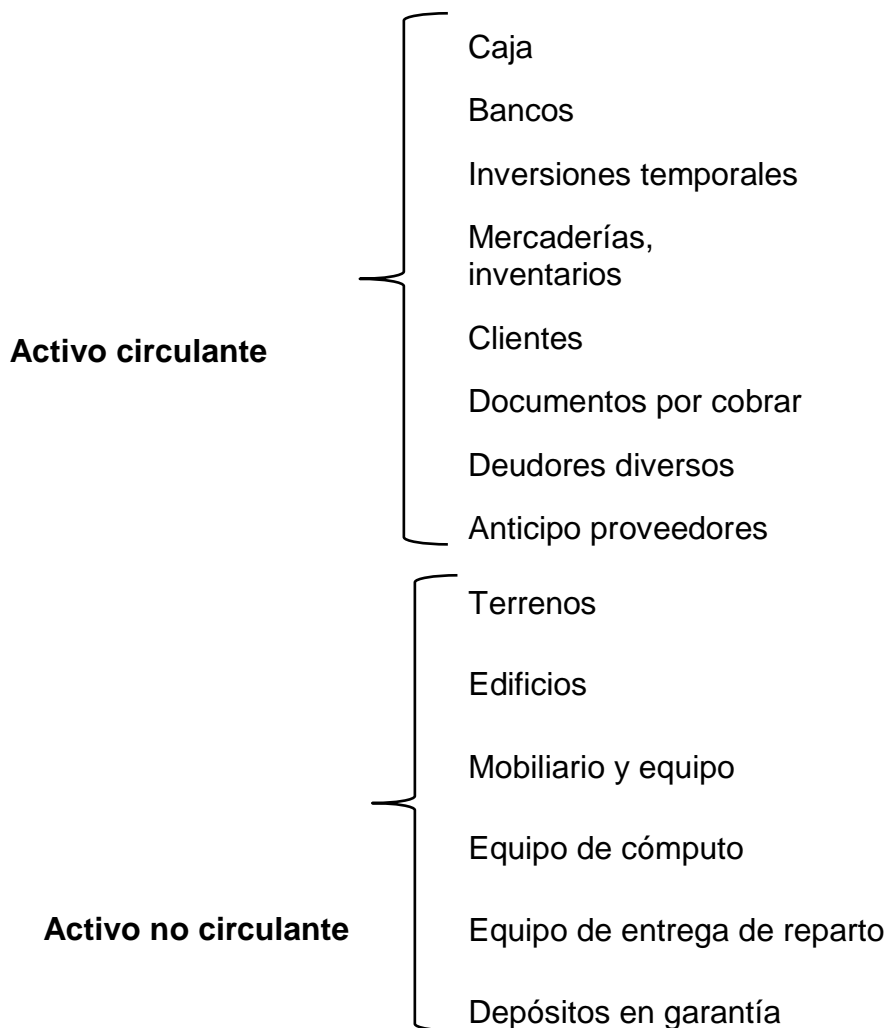 Caja
Bancos
Inversiones temporales
Mercaderías,
inventarios
Activo circulante
Clientes
Documentos por cobrar
Deudores diversos
Anticipo proveedores
Terrenos
Edificios
Mobiliario y equipo
Equipo de cómputo
Activo no circulante
Equipo de entrega de reparto
Depósitos en garantía